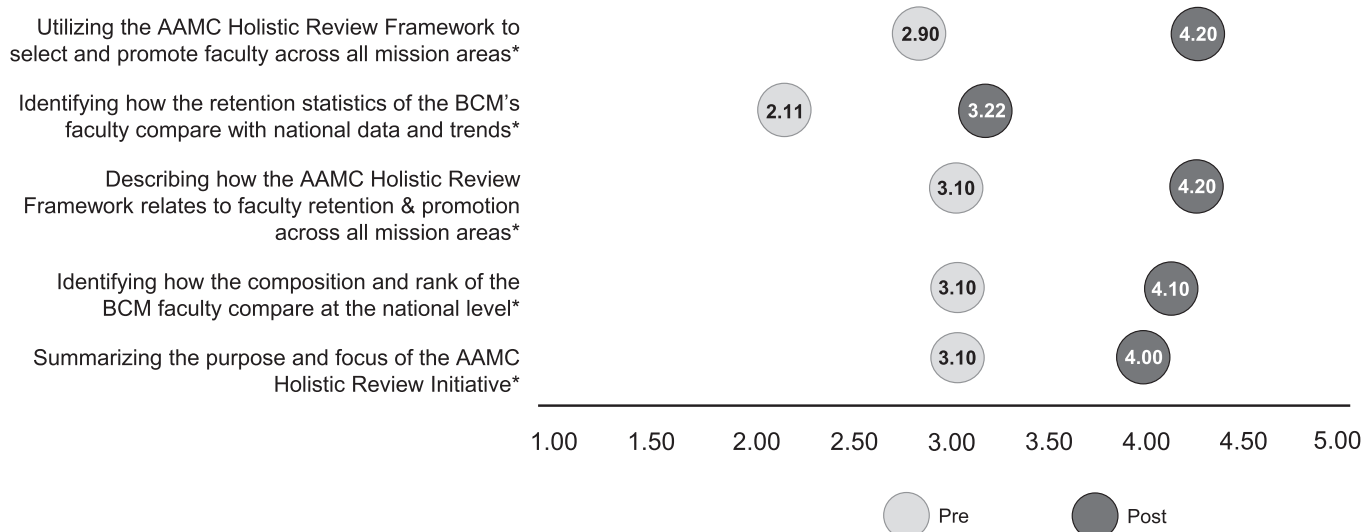 Utilizing the AAMC Holistic Review Framework to
select and promote faculty across all mission areas*
2.90
4.20
Identifying how the retention statistics of the BCM’s
faculty compare with national data and trends*
2.11
3.22
Describing how the AAMC Holistic Review
Framework relates to faculty retention & promotion
across all mission areas*
3.10
4.20
Identifying how the composition and rank of the
BCM faculty compare at the national level*
3.10
4.10
Summarizing the purpose and focus of the AAMC
Holistic Review Initiative*
3.10
4.00
1.00 1.50 2.00 2.50 3.00 3.50 4.00 4.50 5.00
Pre Post